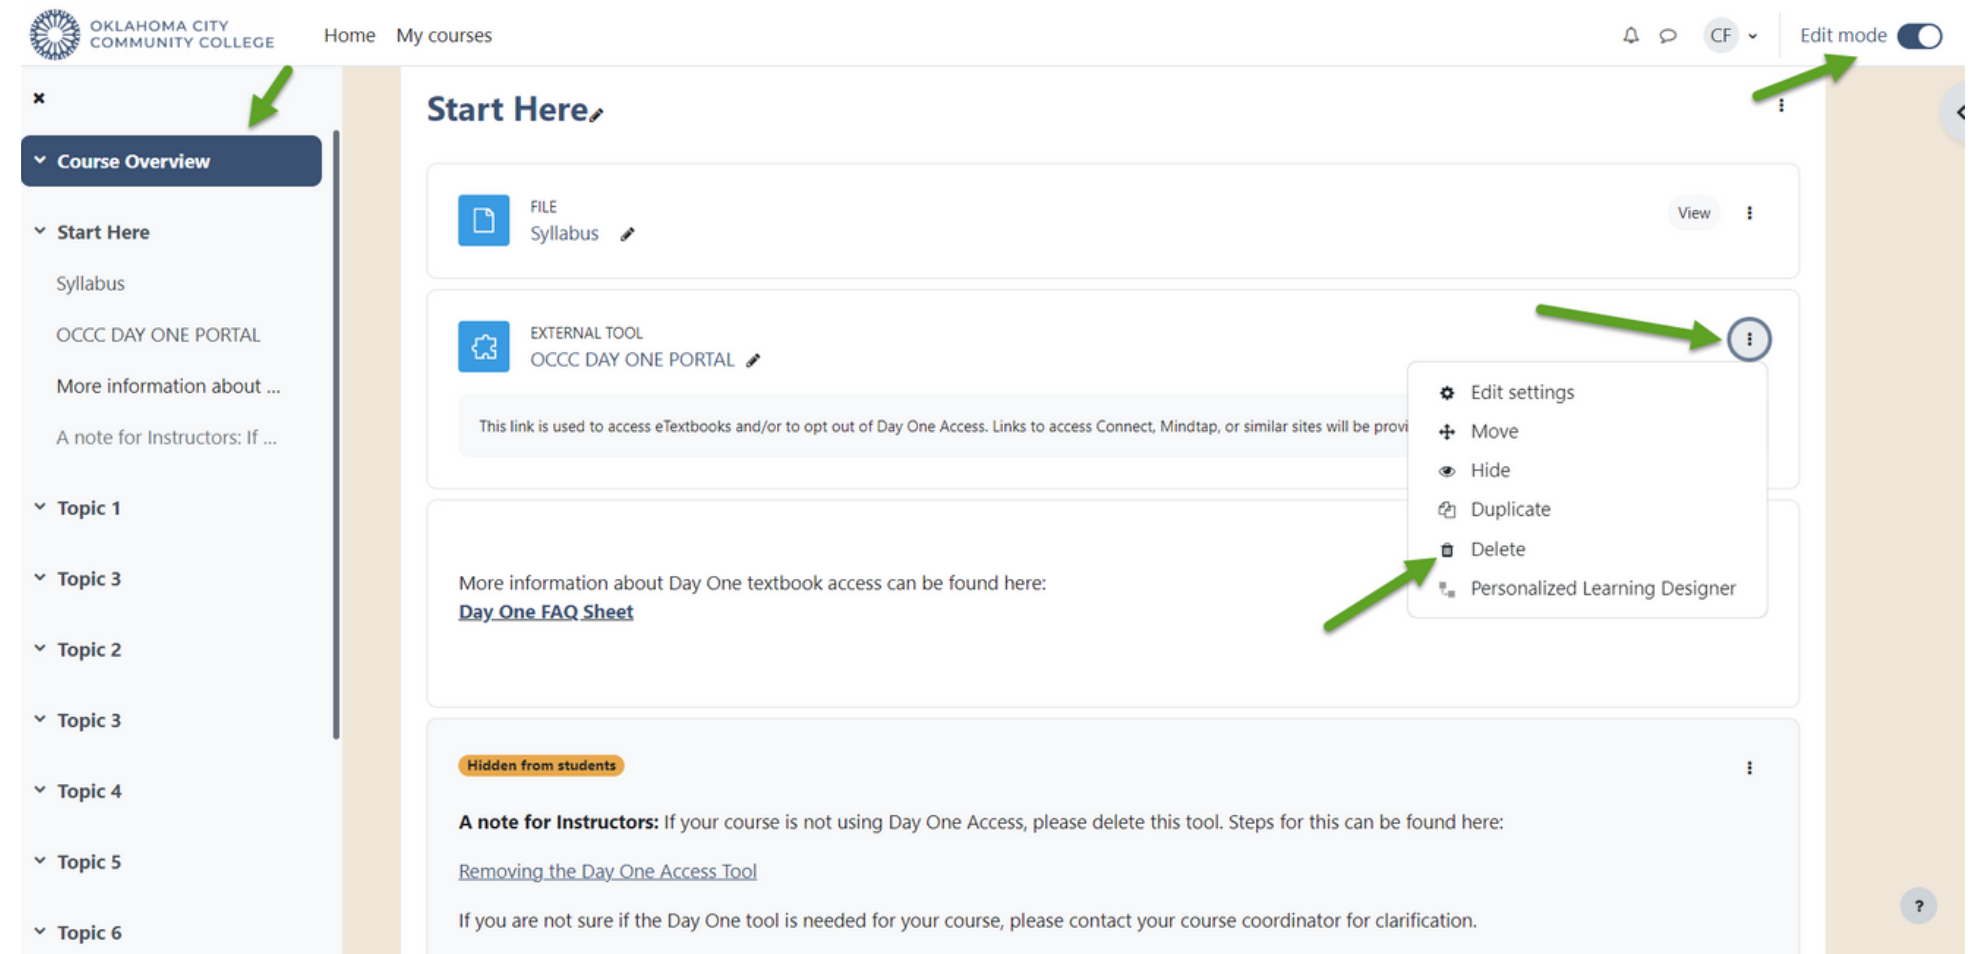 OKLAHOMA CITY
COMMUNITY COLLEGE
Home My courses
CF
Edit mode
Course Overview
Start Here
Syllabus
OCCC DAY ONE PORTAL
More information about ...
A note for Instructors: If ...
Topic 1
Topic 3
Topic 2
Topic 3
Topic 4
Topic 5
Topic 6
Start Here
FILE
Syllabus
View
EXTERNAL TOOL
OCCC DAY ONE PORTAL
This link is used to access eTextbooks and/or to opt out of Day One Access. Links to access Connect, Mindtap, or similar sites will be provi
Edit settings
Move
Hide
Duplicate
Delete
Personalized Learning Designer
More information about Day One textbook access can be found here:
Day One FAQ Sheet
Hidden from students
A note for Instructors: If your course is not using Day One Access, please delete this tool. Steps for this can be found here:
Removing the Day One Access Tool
If you are not sure if the Day One tool is needed for your course, please contact your course coordinator for clarification.
?